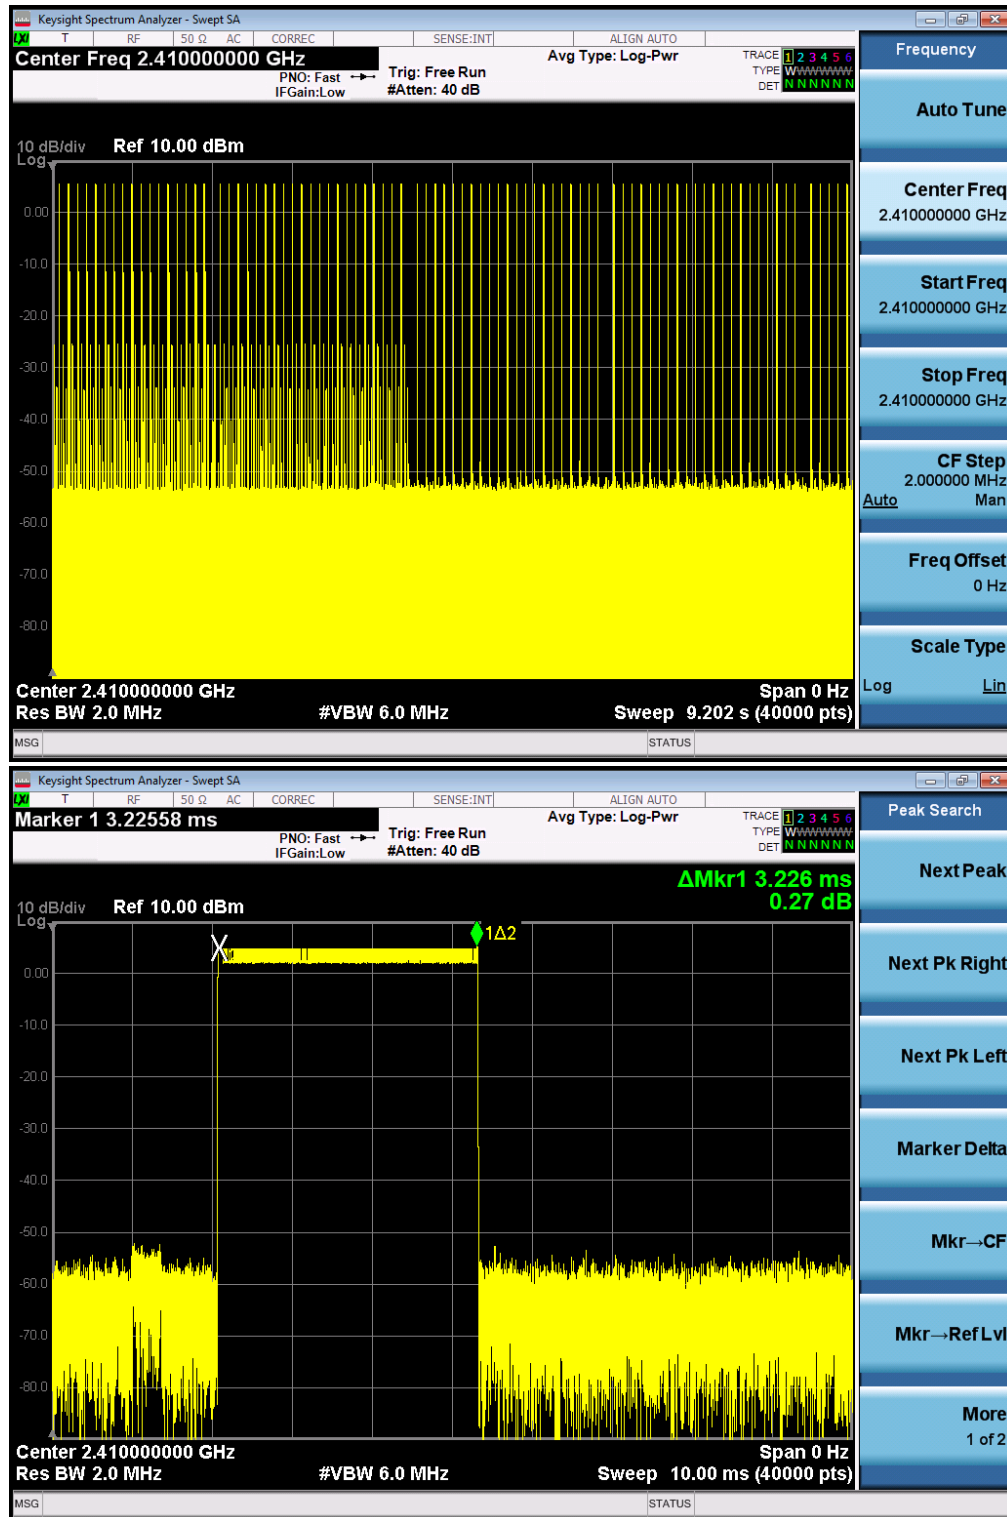 Keysight Spectrum Analyzer - Swept SA
LXI T RF 50 Ω AC CORREC SENSE:INT ALIGN AUTO
Center Freq 2.410000000 GHz
PNO: Fast
IFGain:Low
Trig: Free Run
#Atten: 40 dB
Avg Type: Log-Pwr
TRACE 1 2 3 4 5 6
TYPE W W W W W W
DET N N N N N N
10 dB/div Ref 10.00 dBm
Log
0.00
-10.0
-20.0
-30.0
-40.0
-50.0
-60.0
-70.0
-80.0
Center 2.410000000 GHz Span 0 Hz
Res BW 2.0 MHz #VBW 6.0 MHz Sweep 9.202 s (40000 pts)
MSG STATUS
Frequency
Auto Tune
Center Freq
2.410000000 GHz
Start Freq
2.410000000 GHz
Stop Freq
2.410000000 GHz
CF Step
2.000000 MHz
Auto Man
Freq Offset
0 Hz
Scale Type
Log Lin
Keysight Spectrum Analyzer - Swept SA
LXI T RF 50 Ω AC CORREC SENSE:INT ALIGN AUTO
Marker 1 3.22558 ms
PNO: Fast
IFGain:Low
Trig: Free Run
#Atten: 40 dB
Avg Type: Log-Pwr
TRACE 1 2 3 4 5 6
TYPE W W W W W W
DET N N N N N N
ΔMkr1 3.226 ms
0.27 dB
10 dB/div Ref 10.00 dBm
Log
X
1Δ2
0.00
-10.0
-20.0
-30.0
-40.0
-50.0
-60.0
-70.0
-80.0
Center 2.410000000 GHz Span 0 Hz
Res BW 2.0 MHz #VBW 6.0 MHz Sweep 10.00 ms (40000 pts)
MSG STATUS
Peak Search
Next Peak
Next Pk Right
Next Pk Left
Marker Delta
Mkr→CF
Mkr→Ref Lvl
More
1 of 2